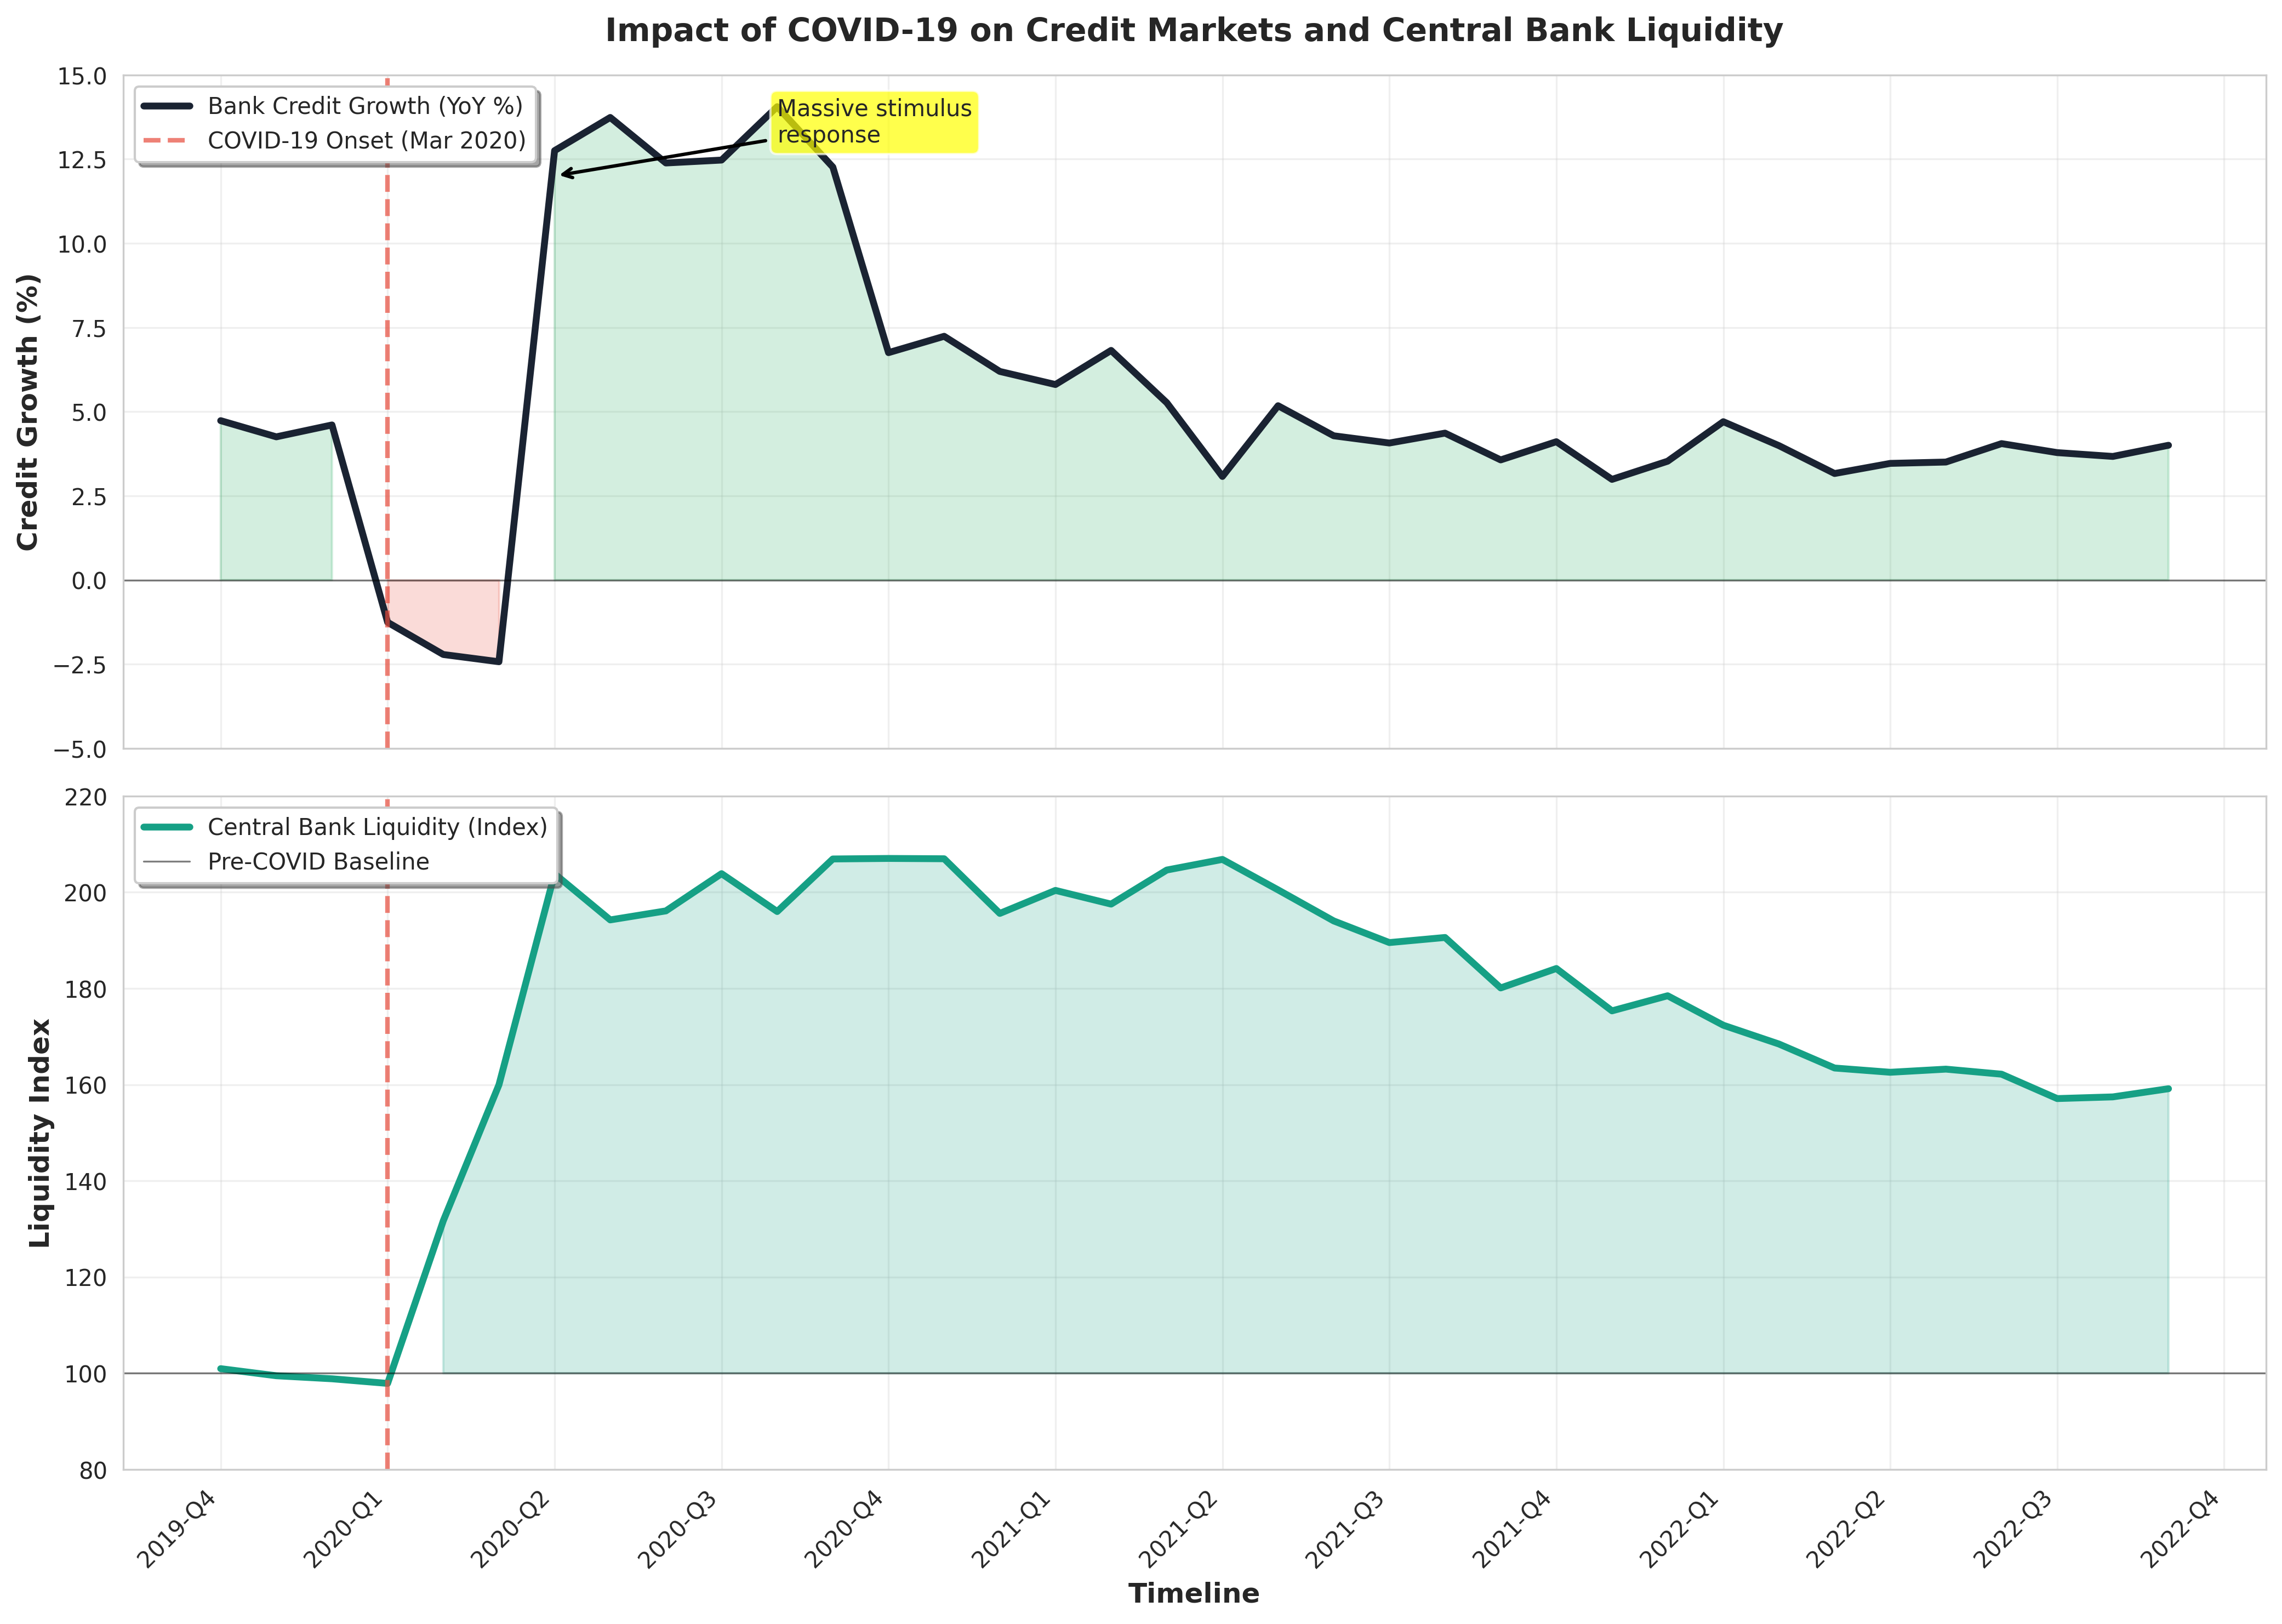 Impact of COVID-19 on Credit Markets and Central Bank Liquidity
15.0
12.5
10.0
7.5
5.0
2.5
0.0
−2.5
−5.0
Credit Growth (%)
Bank Credit Growth (YoY %)
COVID-19 Onset (Mar 2020)
Massive stimulus
response
220
200
180
160
140
120
100
80
Liquidity Index
Central Bank Liquidity (Index)
Pre-COVID Baseline
2019-Q4
2020-Q1
2020-Q2
2020-Q3
2020-Q4
2021-Q1
2021-Q2
2021-Q3
2021-Q4
2022-Q1
2022-Q2
2022-Q3
2022-Q4
Timeline